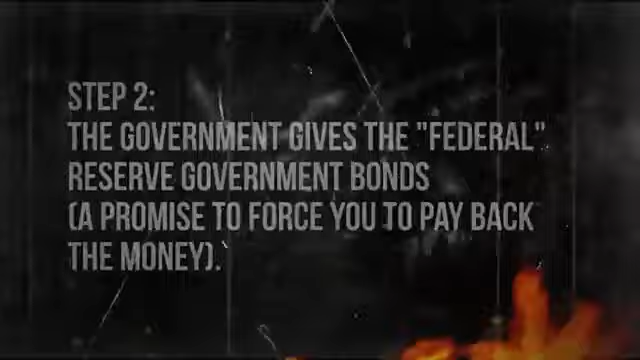 STEP 2:
THE GOVERNMENT GIVES THE "FEDERAL"
RESERVE GOVERNMENT BONDS
(A PROMISE TO FORCE YOU TO PAY BACK
THE MONEY).